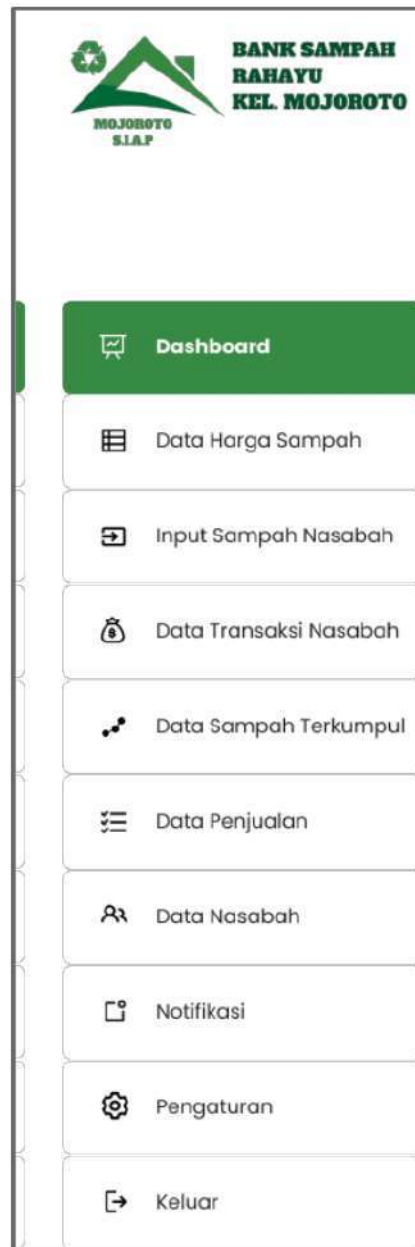 BANK SAMPAH
RAHAYU
KEL. MOJOROTO
MOJOROTO
S.I.A.P
Dashboard
Data Harga Sampah
Input Sampah Nasabah
Data Transaksi Nasabah
Data Sampah Terkumpul
Data Penjualan
Data Nasabah
Notifikasi
Pengaturan
Keluar